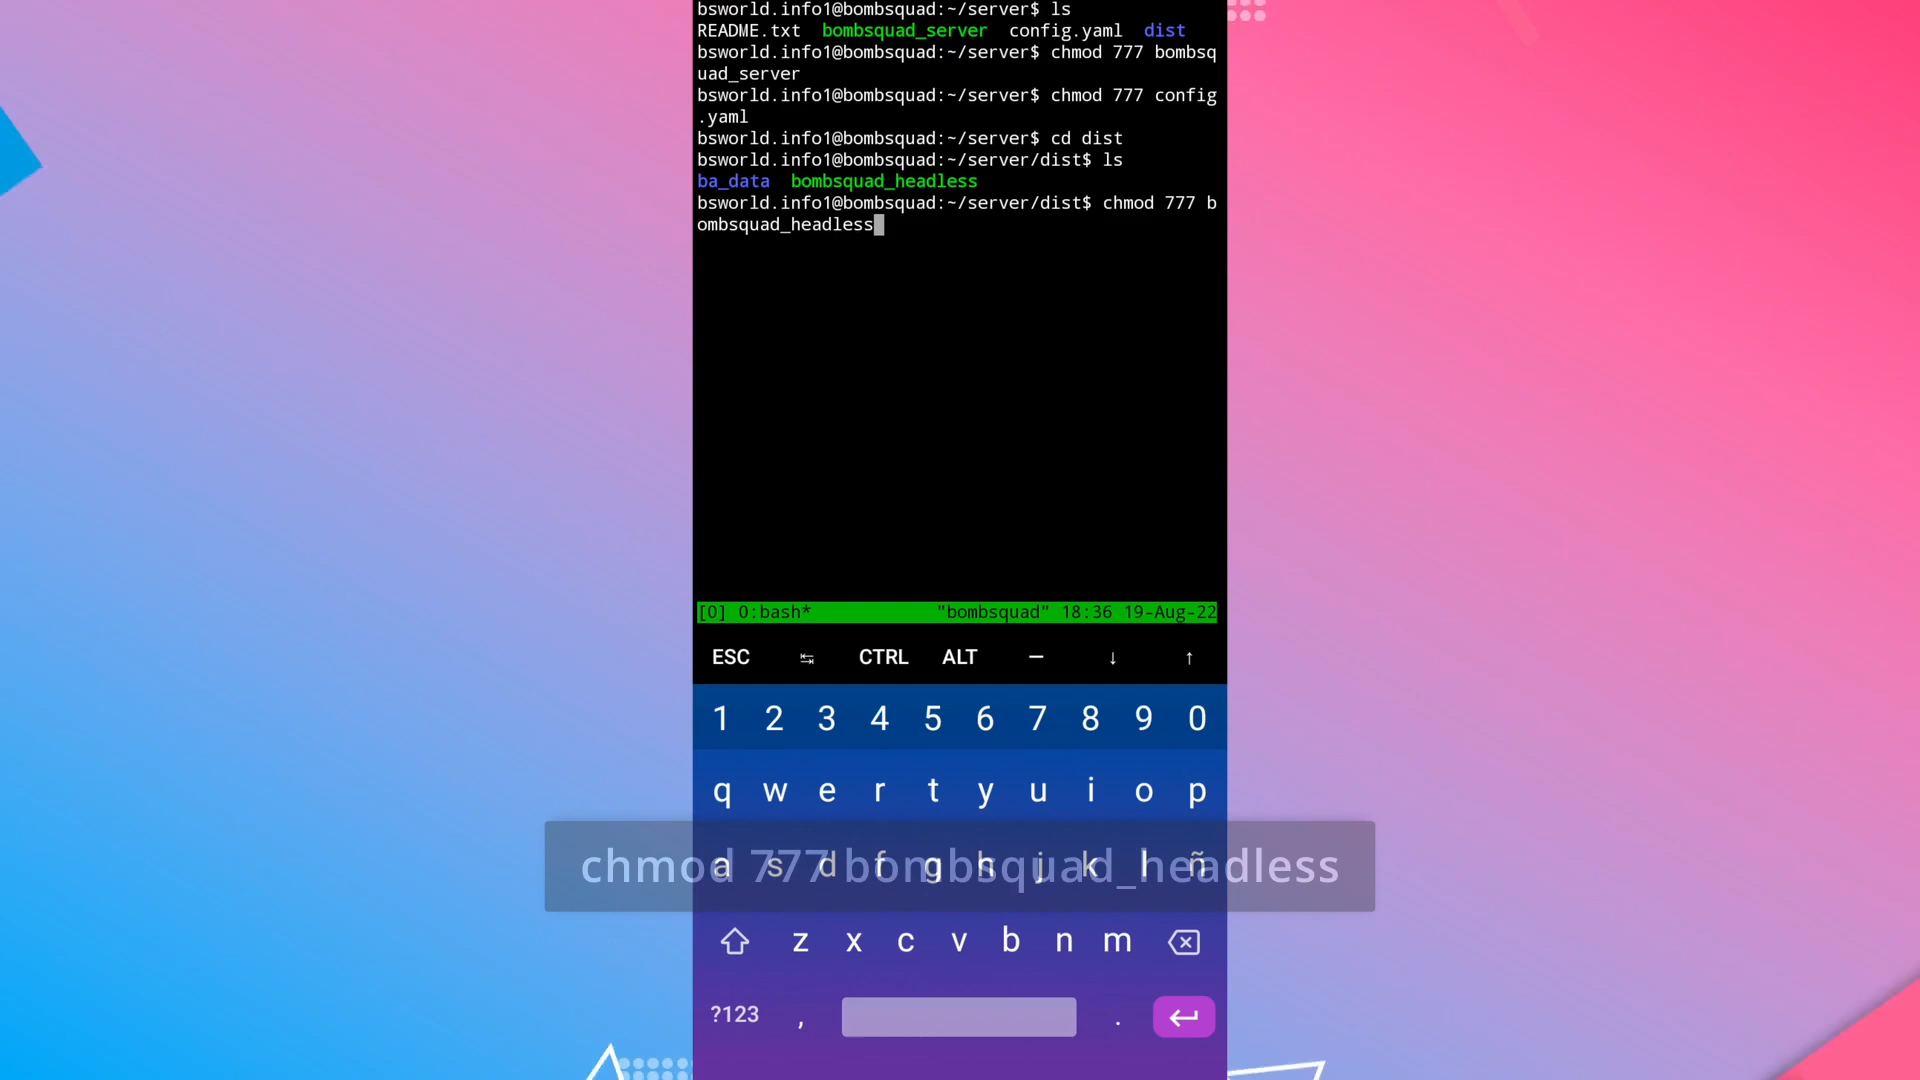 bsworld.info1@bombsquad:~/server$ ls
README.txt  bombsquad_server  config.yaml  dist
bsworld.info1@bombsquad:~/server$ chmod 777 bombsq
uad_server
bsworld.info1@bombsquad:~/server$ chmod 777 config
.yaml
bsworld.info1@bombsquad:~/server$ cd dist
bsworld.info1@bombsquad:~/server/dist$ ls
ba_data  bombsquad_headless
bsworld.info1@bombsquad:~/server/dist$ chmod 777 b
ombsquad_headless
[0] 0:bash*            "bombsquad" 18:36 19-Aug-22
ESC ↹ CTRL ALT — ↓ ↑
1 2 3 4 5 6 7 8 9 0
q w e r t y u i o p
a s d f g h j k l ñ
chmod 777 bombsquad_headless
z x c v b n m
?123 , .